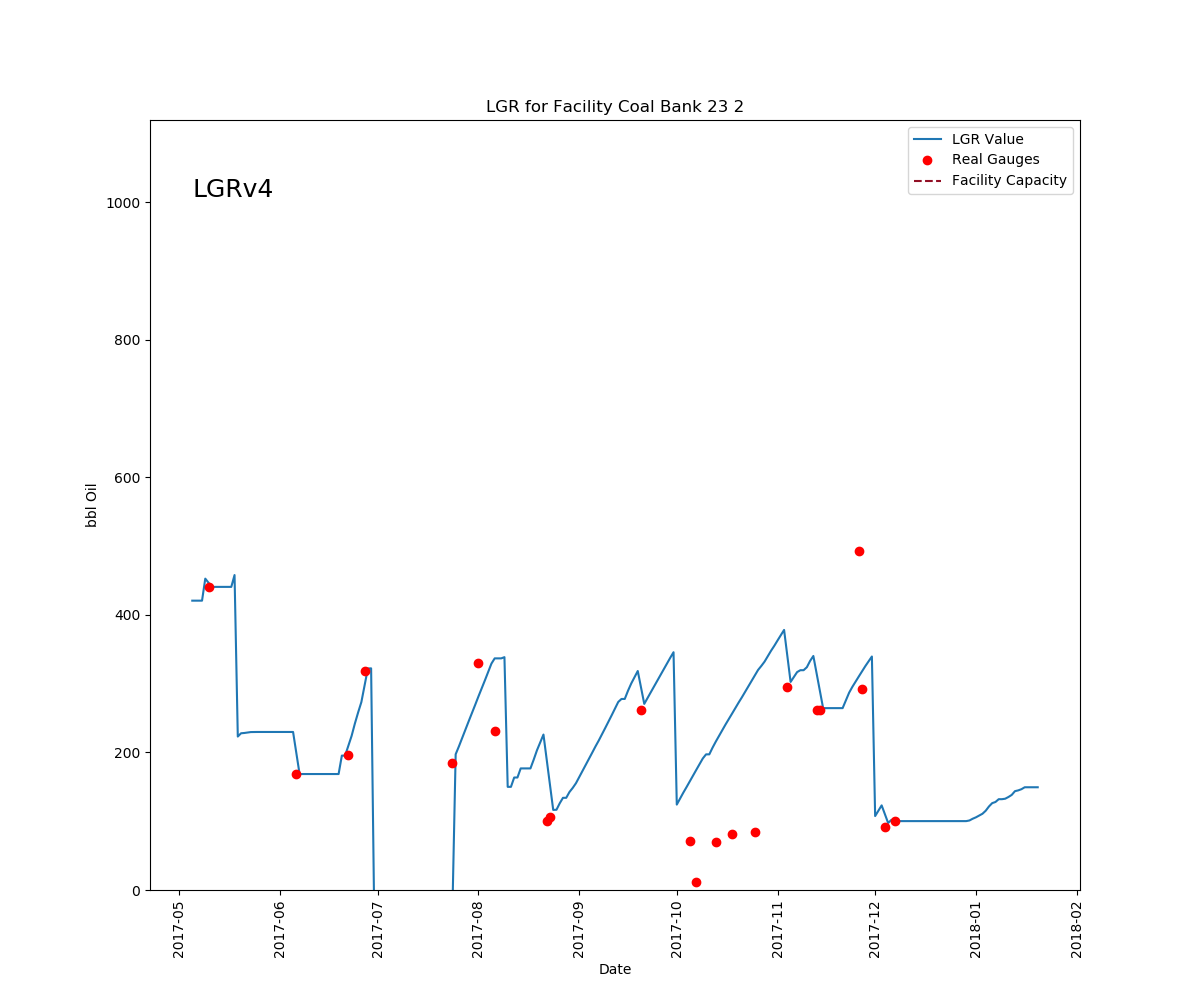 LGR for Facility Coal Bank 23 2
LGR Value
Real Gauges
Facility Capacity
LGRv4
1000
800
600
400
200
0
bbl Oil
2017-05
2017-06
2017-07
2017-08
2017-09
2017-10
2017-11
2017-12
2018-01
2018-02
Date